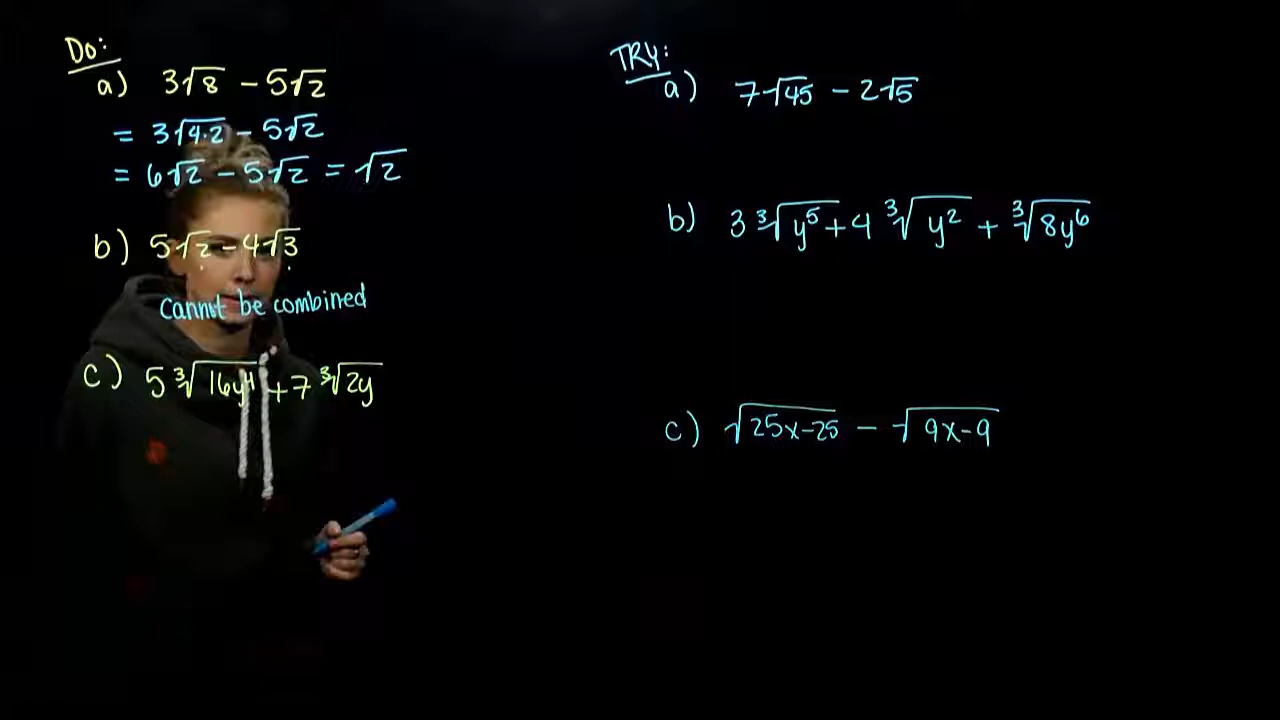 Do:
a) 3√8 − 5√2
= 3√4·2 − 5√2
= 6√2 − 5√2 = √2
b) 5√2 − 4√3
Cannot be combined
c) 5 ∛16y⁴ + 7 ∛2y
TRY:
a) 7√45 − 2√5
b) 3 ∛y⁵ + 4 ∛y² + ∛8y⁶
c) √25x−25 − √9x−9